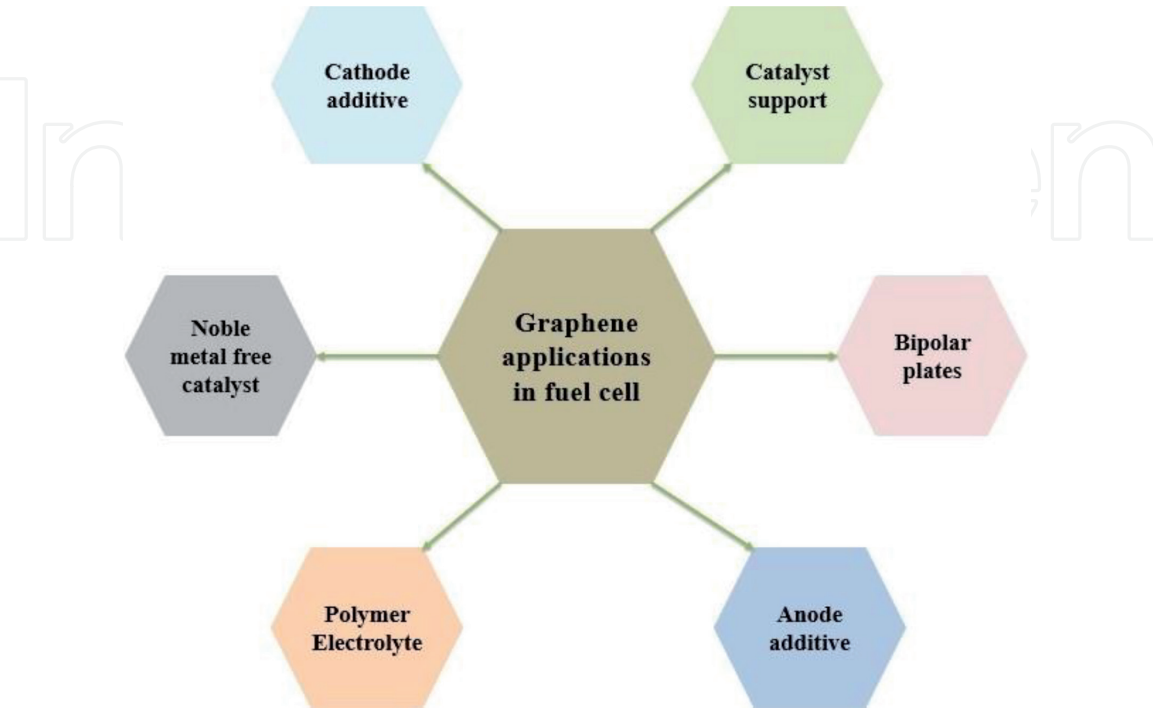 Cathode
additive
Catalyst
support
Noble
metal free
catalyst
Graphene
applications
in fuel cell
Bipolar
plates
Polymer
Electrolyte
Anode
additive